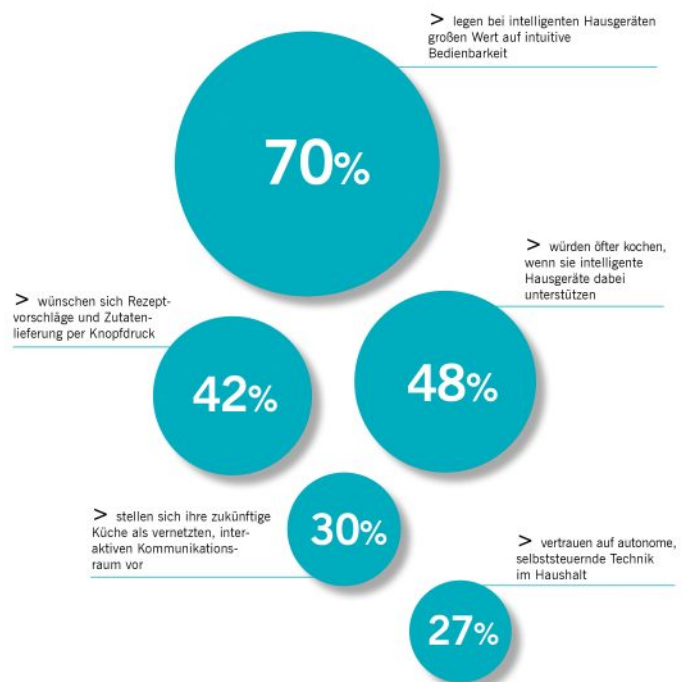 > legen bei intelligenten Hausgeräten
großen Wert auf intuitive
Bedienbarkeit
70%
> würden öfter kochen,
wenn sie intelligente
Hausgeräte dabei
unterstützen
> wünschen sich Rezept-
vorschläge und Zutaten-
lieferung per Knopfdruck
42%
48%
> stellen sich ihre zukünftige
Küche als vernetzten, inter-
aktiven Kommunikations-
raum vor
30%
> vertrauen auf autonome,
selbststeuernde Technik
im Haushalt
27%